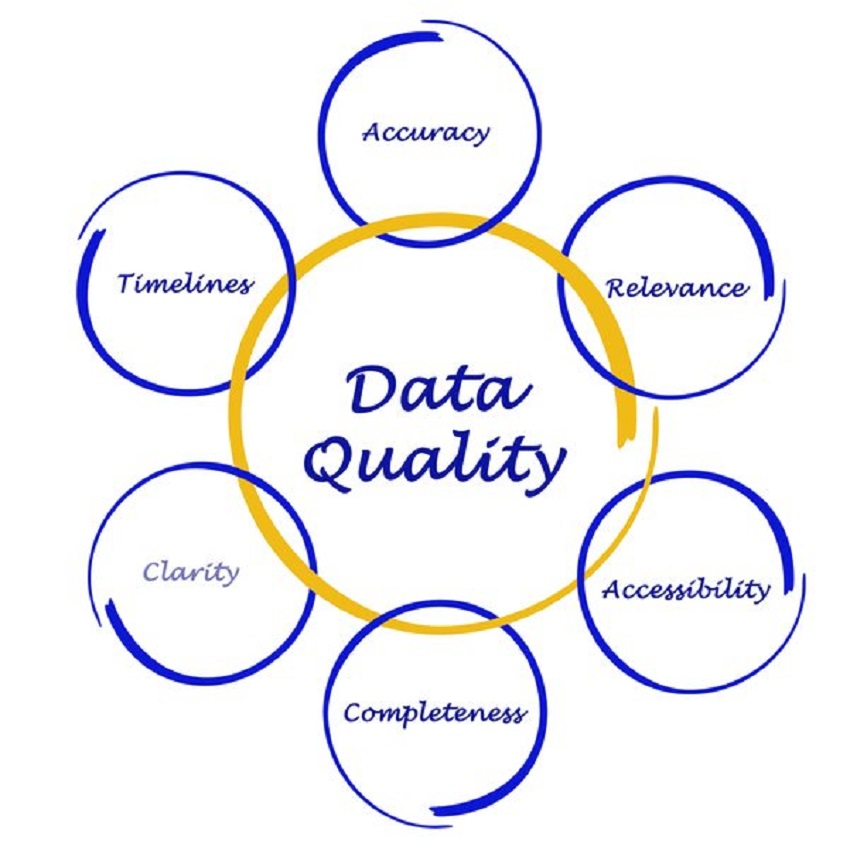 Accuracy
Timelines
Relevance
Data
Quality
Clarity
Accessibility
Completeness